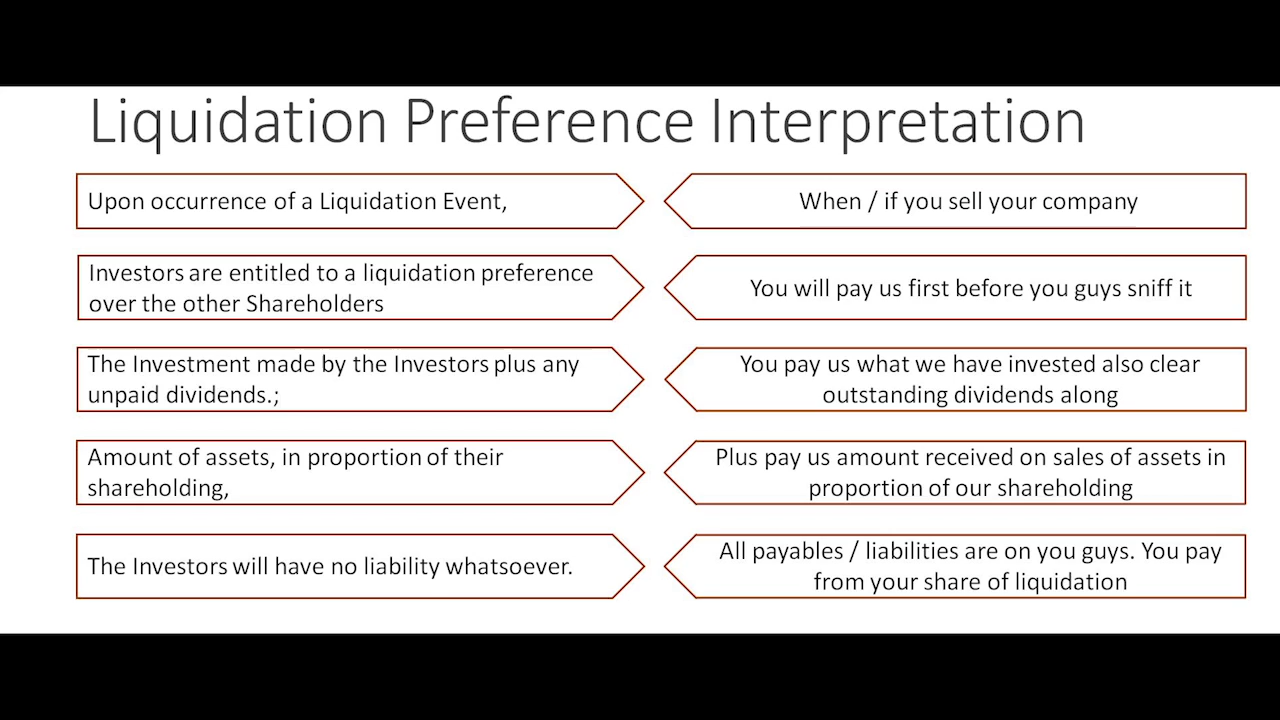 Liquidation Preference Interpretation
Upon occurrence of a Liquidation Event,
When / if you sell your company
Investors are entitled to a liquidation preference
over the other Shareholders
You will pay us first before you guys sniff it
The Investment made by the Investors plus any
unpaid dividends.;
You pay us what we have invested also clear
outstanding dividends along
Amount of assets, in proportion of their
shareholding,
Plus pay us amount received on sales of assets in
proportion of our shareholding
The Investors will have no liability whatsoever.
All payables / liabilities are on you guys. You pay
from your share of liquidation